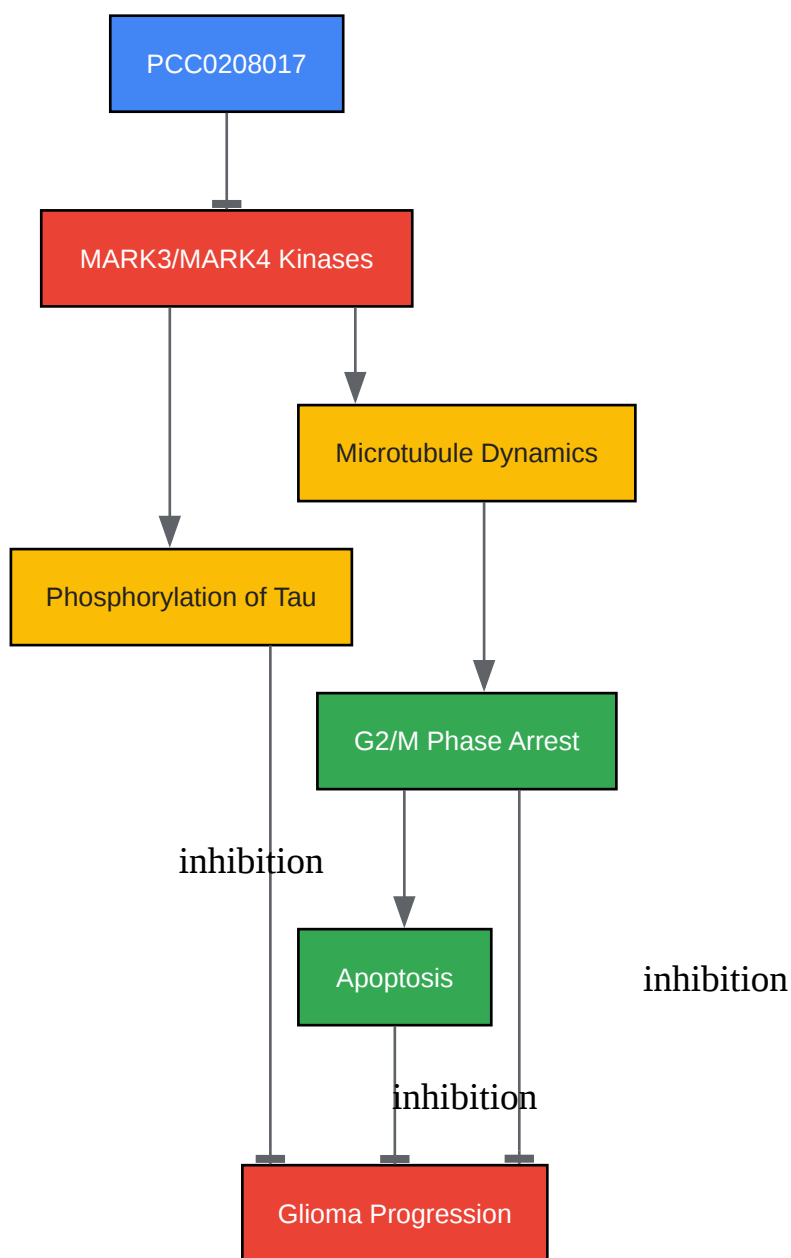 PCC0208017
MARK3/MARK4 Kinases
Microtubule Dynamics
Phosphorylation of Tau
G2/M Phase Arrest
inhibition
Apoptosis
inhibition
inhibition
Glioma Progression